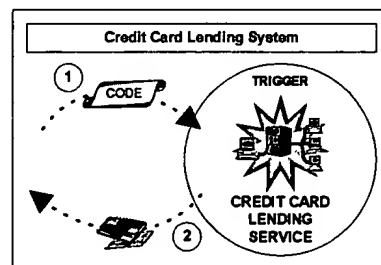 Credit Card Lending System
1
CODE
TRIGGER
CREDIT CARD
LENDING
SERVICE
2